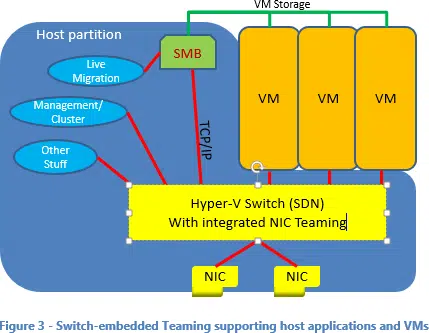 VM Storage
Host partition
SMB
Live
Migration
Management/
Cluster
Other
Stuff
TCP/IP
VM
VM
VM
Hyper-V Switch (SDN)
With integrated NIC Teaming
NIC
NIC
Figure 3 - Switch-embedded Teaming supporting host applications and VMs